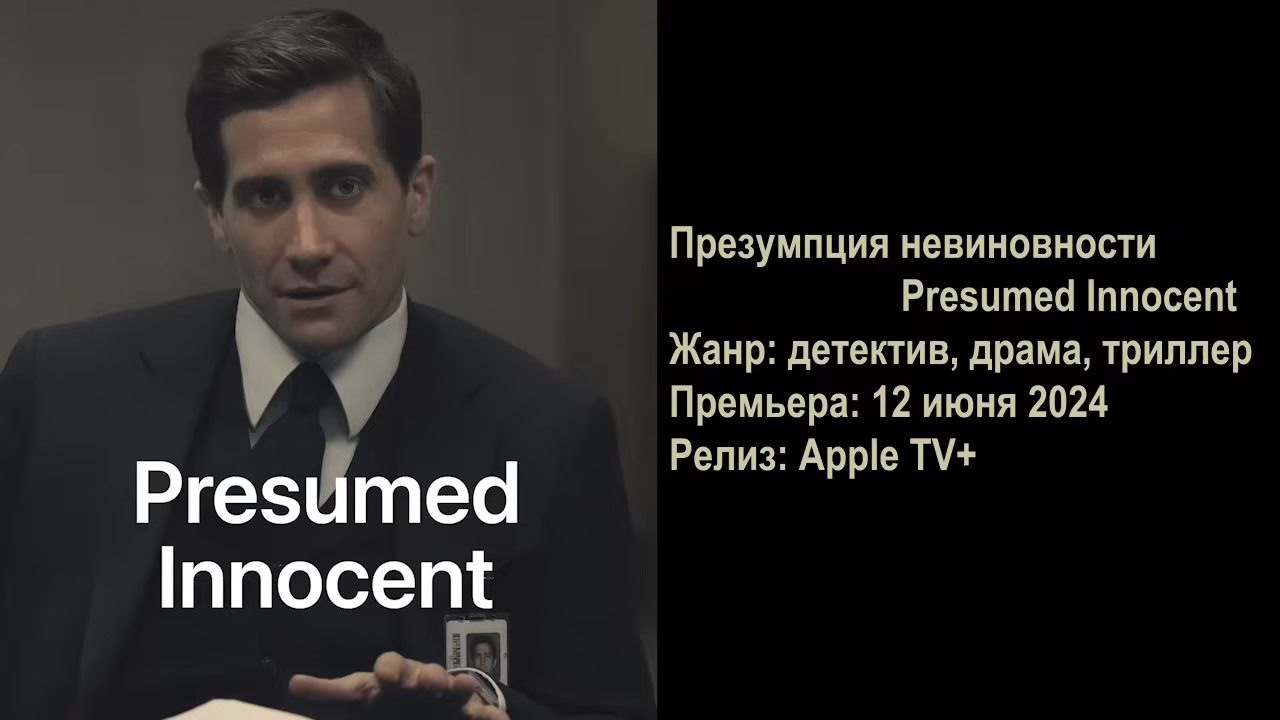 Presumed
Innocent
Презумпция невиновности
Presumed Innocent
Жанр: детектив, драма, триллер
Премьера: 12 июня 2024
Релиз: Apple TV+